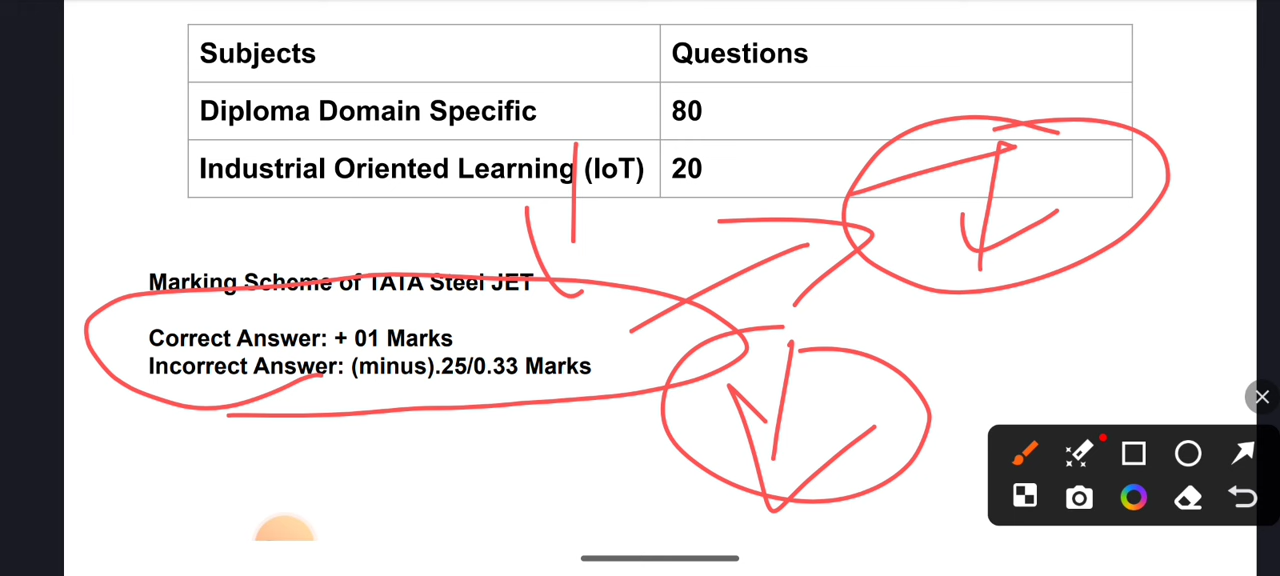 Subjects Questions
Diploma Domain Specific 80
Industrial Oriented Learning (IoT) 20
Marking Scheme of TATA Steel JET
Correct Answer: + 01 Marks
Incorrect Answer: (minus).25/0.33 Marks